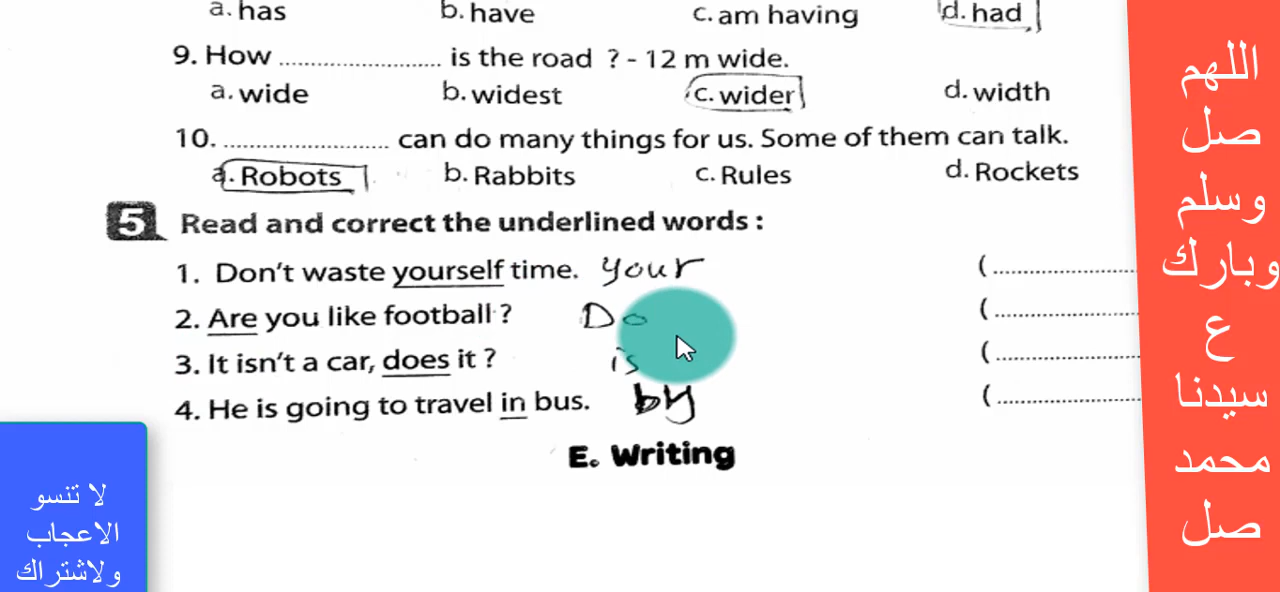 a. has b. have c. am having d. had
9. How ........................ is the road ? - 12 m wide.
a. wide b. widest c. wider d. width
10. ........................ can do many things for us. Some of them can talk.
a. Robots b. Rabbits c. Rules d. Rockets
5 Read and correct the underlined words :
1. Don't waste yourself time. your (........................
2. Are you like football ? Do (........................
3. It isn't a car, does it ? is (........................
4. He is going to travel in bus. by (........................
E. Writing
اللهم
صل
وسلم
وبارك
ع
سيدنا
محمد
صل
لا تنسو
الاعجاب
ولاشتراك